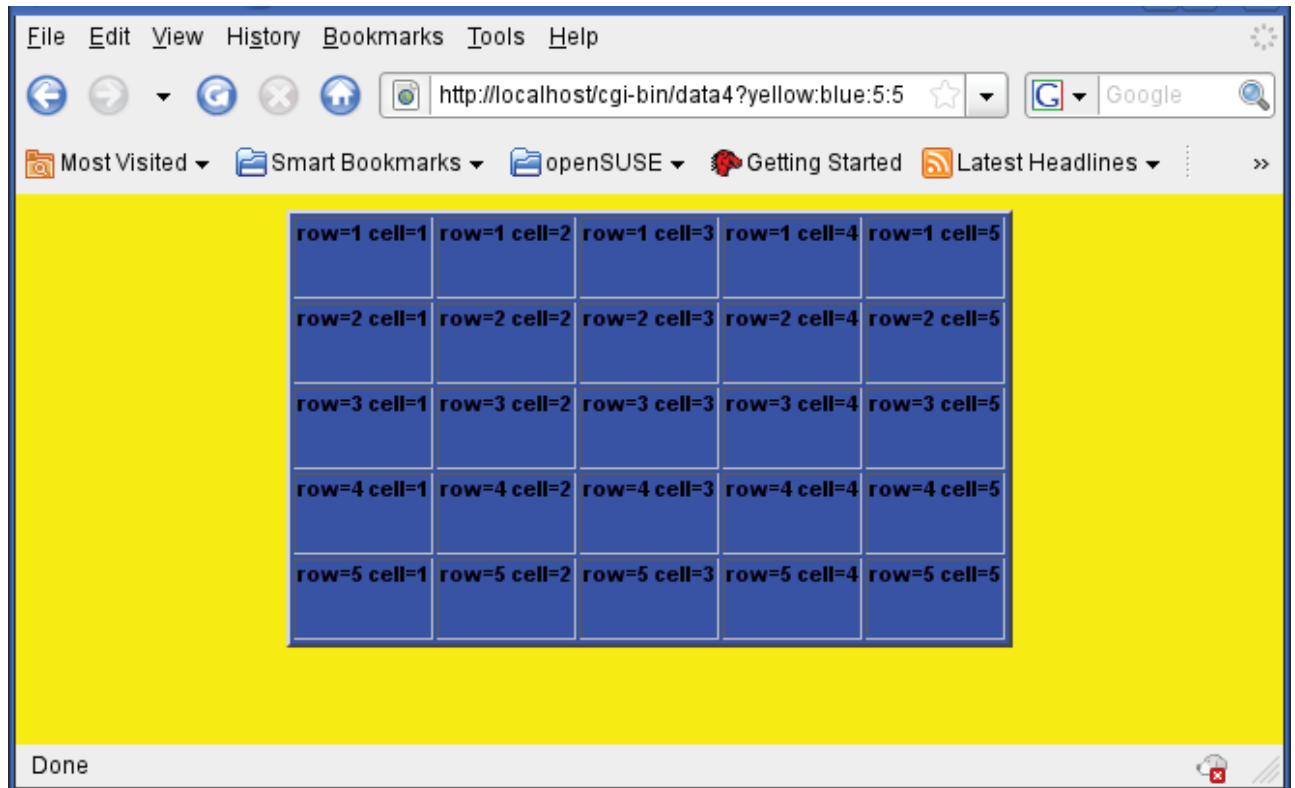 File Edit View History Bookmarks Tools Help
http://localhost/cgi-bin/data4?yellow:blue:5:5 G Google
Most Visited Smart Bookmarks openSUSE Getting Started Latest Headlines »
row=1 cell=1 row=1 cell=2 row=1 cell=3 row=1 cell=4 row=1 cell=5
row=2 cell=1 row=2 cell=2 row=2 cell=3 row=2 cell=4 row=2 cell=5
row=3 cell=1 row=3 cell=2 row=3 cell=3 row=3 cell=4 row=3 cell=5
row=4 cell=1 row=4 cell=2 row=4 cell=3 row=4 cell=4 row=4 cell=5
row=5 cell=1 row=5 cell=2 row=5 cell=3 row=5 cell=4 row=5 cell=5
Done